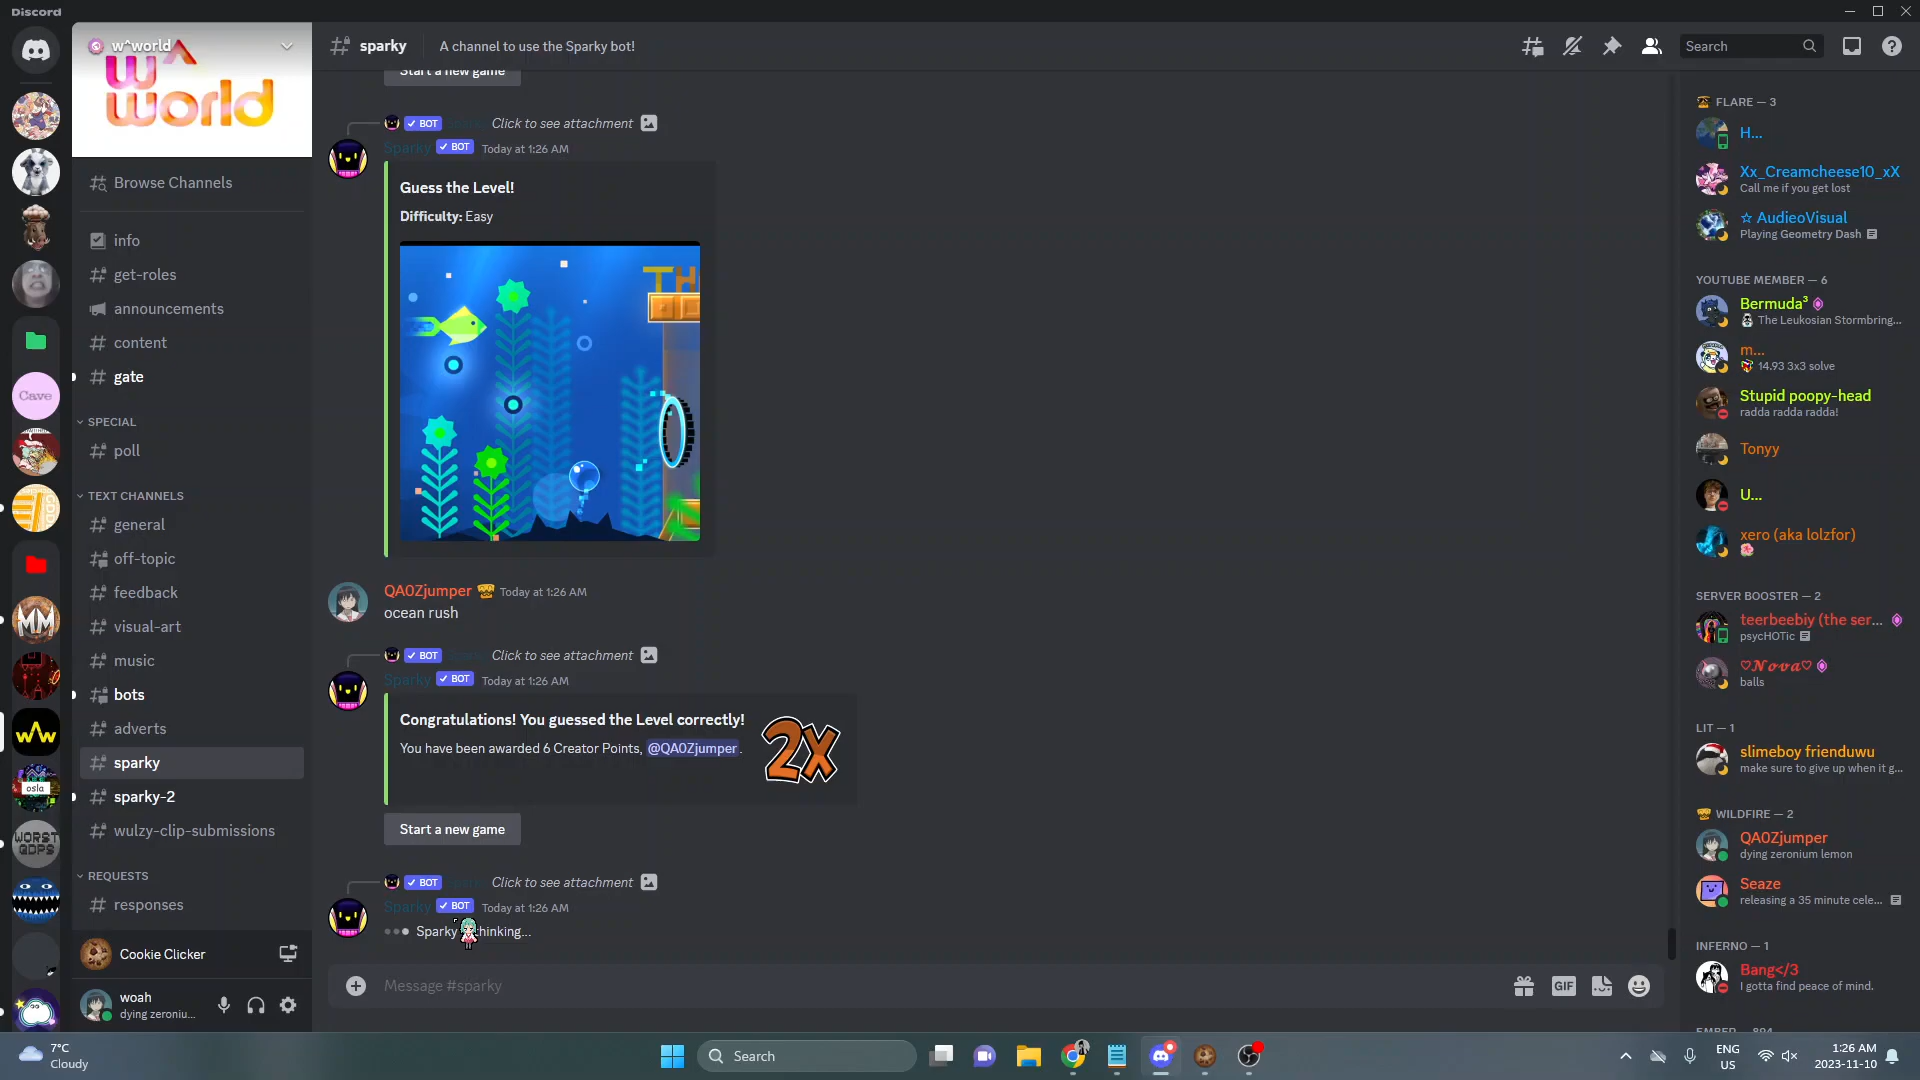 Discord
w^world
w^
world
Browse Channels
info
get-roles
announcements
content
gate
SPECIAL
poll
TEXT CHANNELS
general
off-topic
feedback
visual-art
music
bots
adverts
sparky
sparky-2
wulzy-clip-submissions
REQUESTS
responses
Cookie Clicker
woah
dying zeroniu...
Cave
osla
WORST
GDPS
sparky
A channel to use the Sparky bot!
Search
Start a new game
BOT Click to see attachment
Sparky BOT Today at 1:26 AM
Guess the Level!
Difficulty: Easy
TH
QA0Zjumper Today at 1:26 AM
ocean rush
BOT Click to see attachment
Sparky BOT Today at 1:26 AM
Congratulations! You guessed the Level correctly!
You have been awarded 6 Creator Points, @QA0Zjumper.
2X
Start a new game
BOT Click to see attachment
Sparky BOT Today at 1:26 AM
Sparky thinking...
Message #sparky
GIF
FLARE — 3
H...
Xx_Creamcheese10_xX
Call me if you get lost
☆ AudieoVisual
Playing Geometry Dash
YOUTUBE MEMBER — 6
Bermuda³
The Leukosian Stormbring...
m...
14.93 3x3 solve
Stupid poopy-head
radda radda radda!
Tonyy
U...
xero (aka lolzfor)
SERVER BOOSTER — 2
teerbeebiy (the ser...
psycHOTic
♡𝓝𝓸𝓿𝓪♡
balls
LIT — 1
slimeboy frienduwu
make sure to give up when it g...
WILDFIRE — 2
QA0Zjumper
dying zeronium lemon
Seaze
releasing a 35 minute cele...
INFERNO — 1
Bang</3
I gotta find peace of mind.
7°C
Cloudy
Search
ENG
US
1:26 AM
2023-11-10